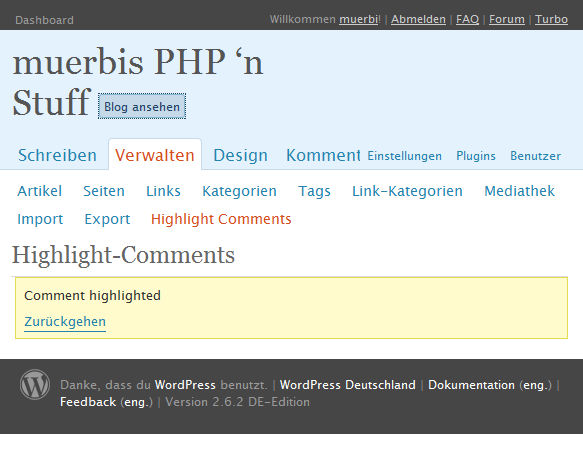 Dashboard Willkommen muerbi! | Abmelden | FAQ | Forum | Turbo
muerbis PHP ‘n
Stuff Blog ansehen
Schreiben Verwalten Design Komment Einstellungen Plugins Benutzer
Artikel Seiten Links Kategorien Tags Link-Kategorien Mediathek
Import Export Highlight Comments
Highlight-Comments
Comment highlighted
Zurückgehen
Danke, dass du WordPress benutzt. | WordPress Deutschland | Dokumentation (eng.) |
Feedback (eng.) | Version 2.6.2 DE-Edition